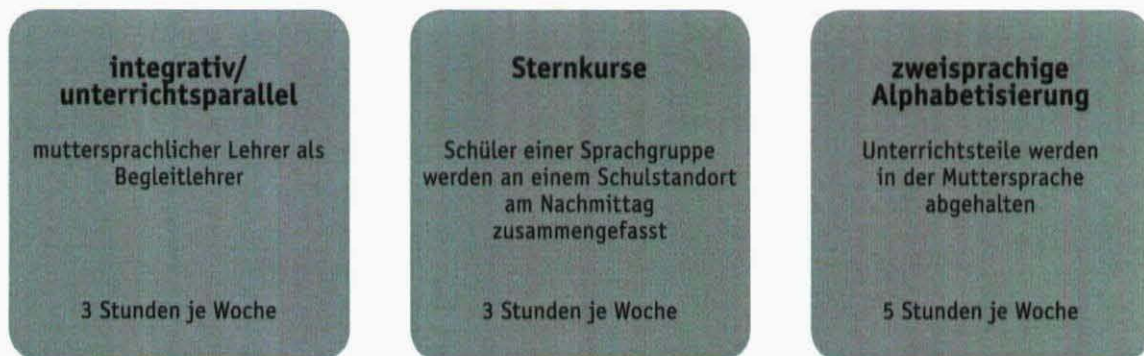 integrativ/
unterrichtsparallel
muttersprachlicher Lehrer als
Begleitlehrer
3 Stunden je Woche
Sternkurse
Schüler einer Sprachgruppe
werden an einem Schulstandort
am Nachmittag
zusammengefasst
3 Stunden je Woche
zweisprachige
Alphabetisierung
Unterrichtsteile werden
in der Muttersprache
abgehalten
5 Stunden je Woche